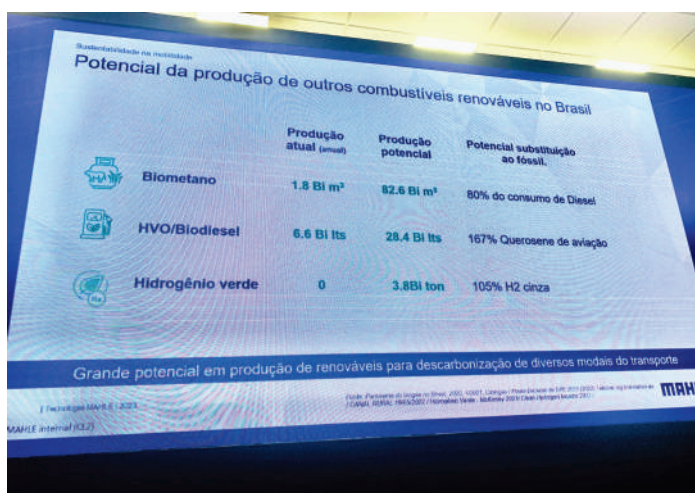 Sustentabilidade na mobilidade
Potencial da produção de outros combustíveis renováveis no Brasil
Produção atual (annual)
Produção potencial
Potencial substituição ao fóssil.
Biometano
1.8 Bi m³
82.6 Bi m³
80% do consumo de Diesel
HVO/Biodiesel
6.6 Bi lts
28.4 Bi lts
167% Querosene de aviação
Hidrogênio verde
0
3.8Bi ton
105% H2 cinza
Grande potencial em produção de renováveis para descarbonização de diversos modais do transporte
Tecnologia MAHLE
MAHLE internal (CL2)
MAH